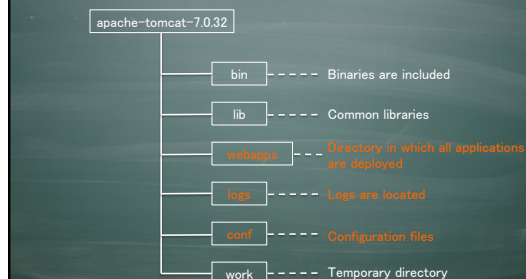 apache-tomcat-7.0.32
bin
Binaries are included
lib
Common libraries
webapps
Directory in which all applications
are deployed
logs
Logs are located
conf
Configuration files
work
Temporary directory